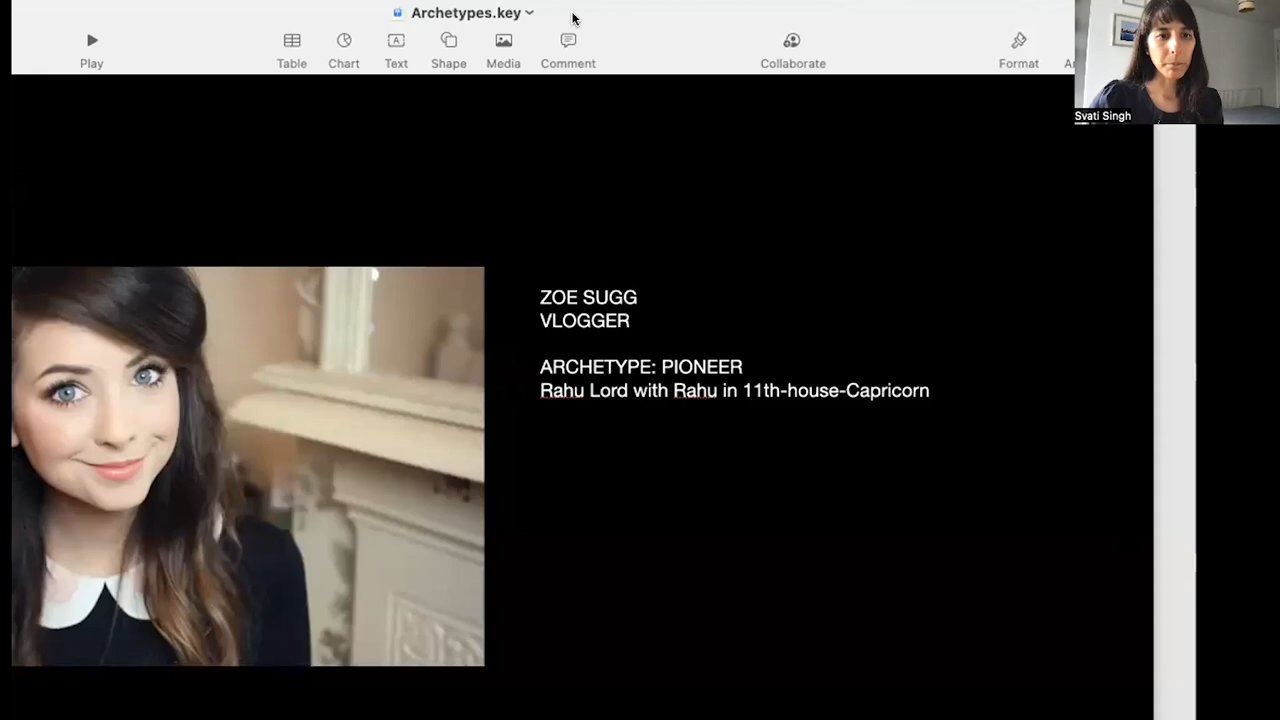 Archetypes.key
Play
Table
Chart
Text
Shape
Media
Comment
Collaborate
Format
Svati Singh
ZOE SUGG
VLOGGER
ARCHETYPE: PIONEER
Rahu Lord with Rahu in 11th-house-Capricorn